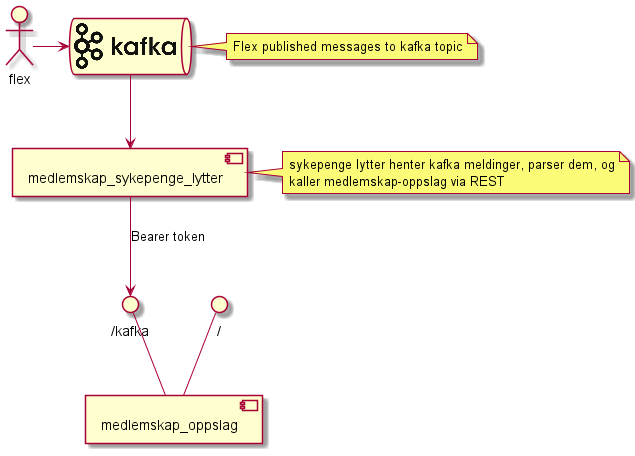 flex
kafka
Flex published messages to kafka topic
medlemskap_sykepenge_lytter
sykepenge lytter henter kafka meldinger, parser dem, og
kaller medlemskap-oppslag via REST
Bearer token
/kafka
/
medlemskap_oppslag